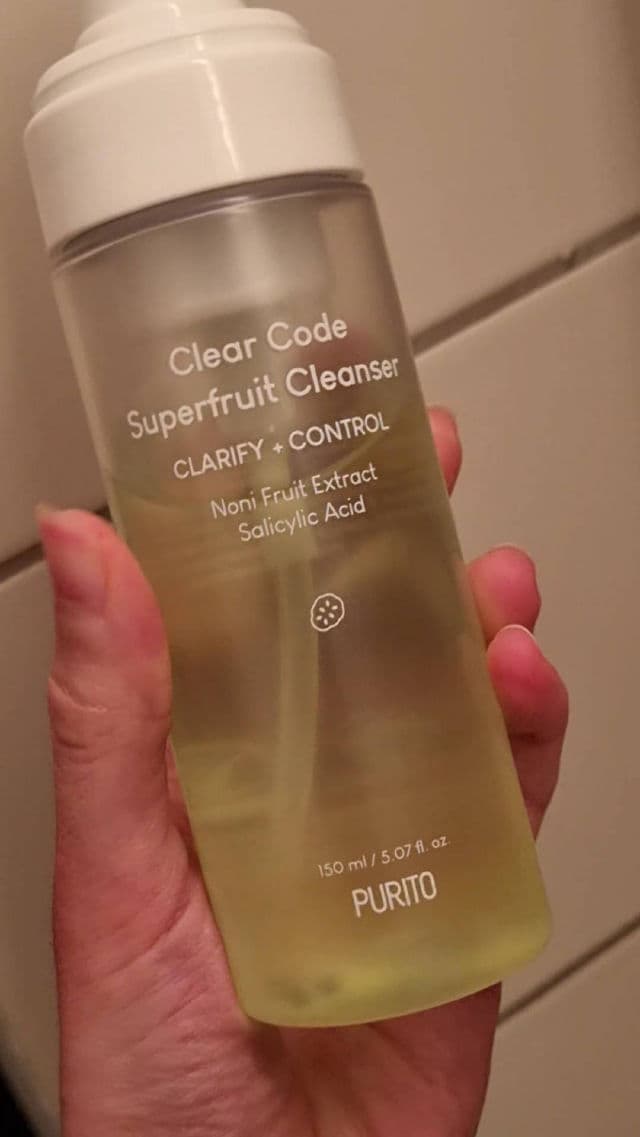 Clear Code
Superfruit Cleanser
CLARIFY + CONTROL
Noni Fruit Extract
Salicylic Acid
150 ml / 5.07 fl. oz.
PURITO